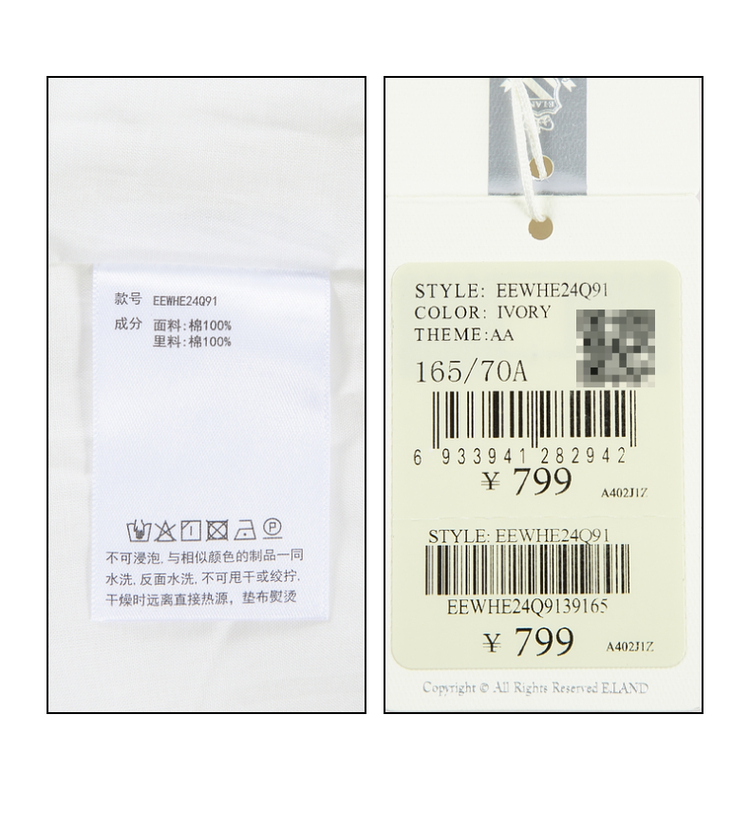 款号 EEWHE24Q91
成分 面料:棉100%
里料:棉100%
不可浸泡,与相似颜色的制品一同
水洗,反面水洗,不可甩干或绞拧,
干燥时远离直接热源，垫布熨烫
STYLE: EEWHE24Q91
COLOR: IVORY
THEME:AA
165/70A
6 933941 282942
¥ 799 A402J1Z
STYLE: EEWHE24Q91
EEWHE24Q9139165
¥ 799 A402J1Z
Copyright © All Rights Reserved E.LAND